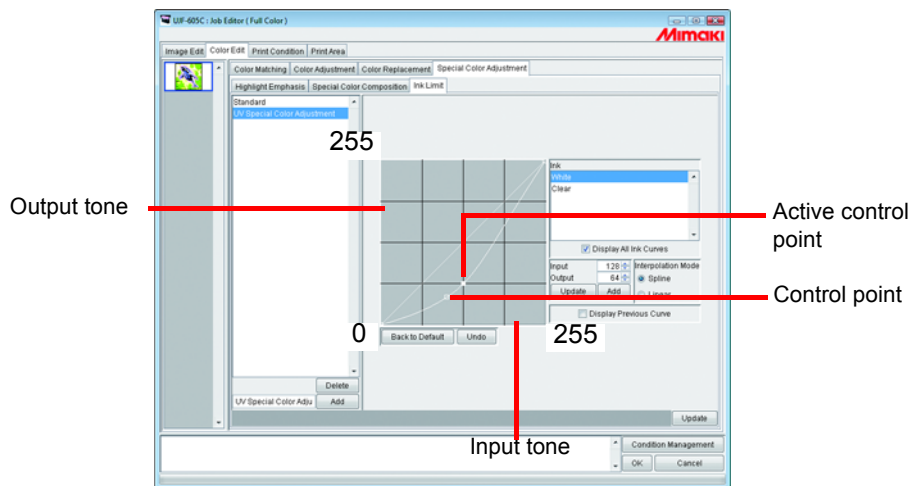 UJF-605C : Job Editor ( Full Color )
Mimaki
Image Edit Color Edit Print Condition Print Area
Color Matching Color Adjustment Color Replacement Special Color Adjustment
Highlight Emphasis Special Color Composition Ink Limit
Standard
UV Special Color Adjustment
255
Ink
White
Clear
Output tone
Active control
point
Display All Ink Curves
Input 128 Interpolation Mode
Output 64 Spline
Update Add Linear
Control point
Display Previous Curve
0 255
Back to Default Undo
Delete
UV Special Color Adju Add
Update
Input tone
Condition Management
OK Cancel